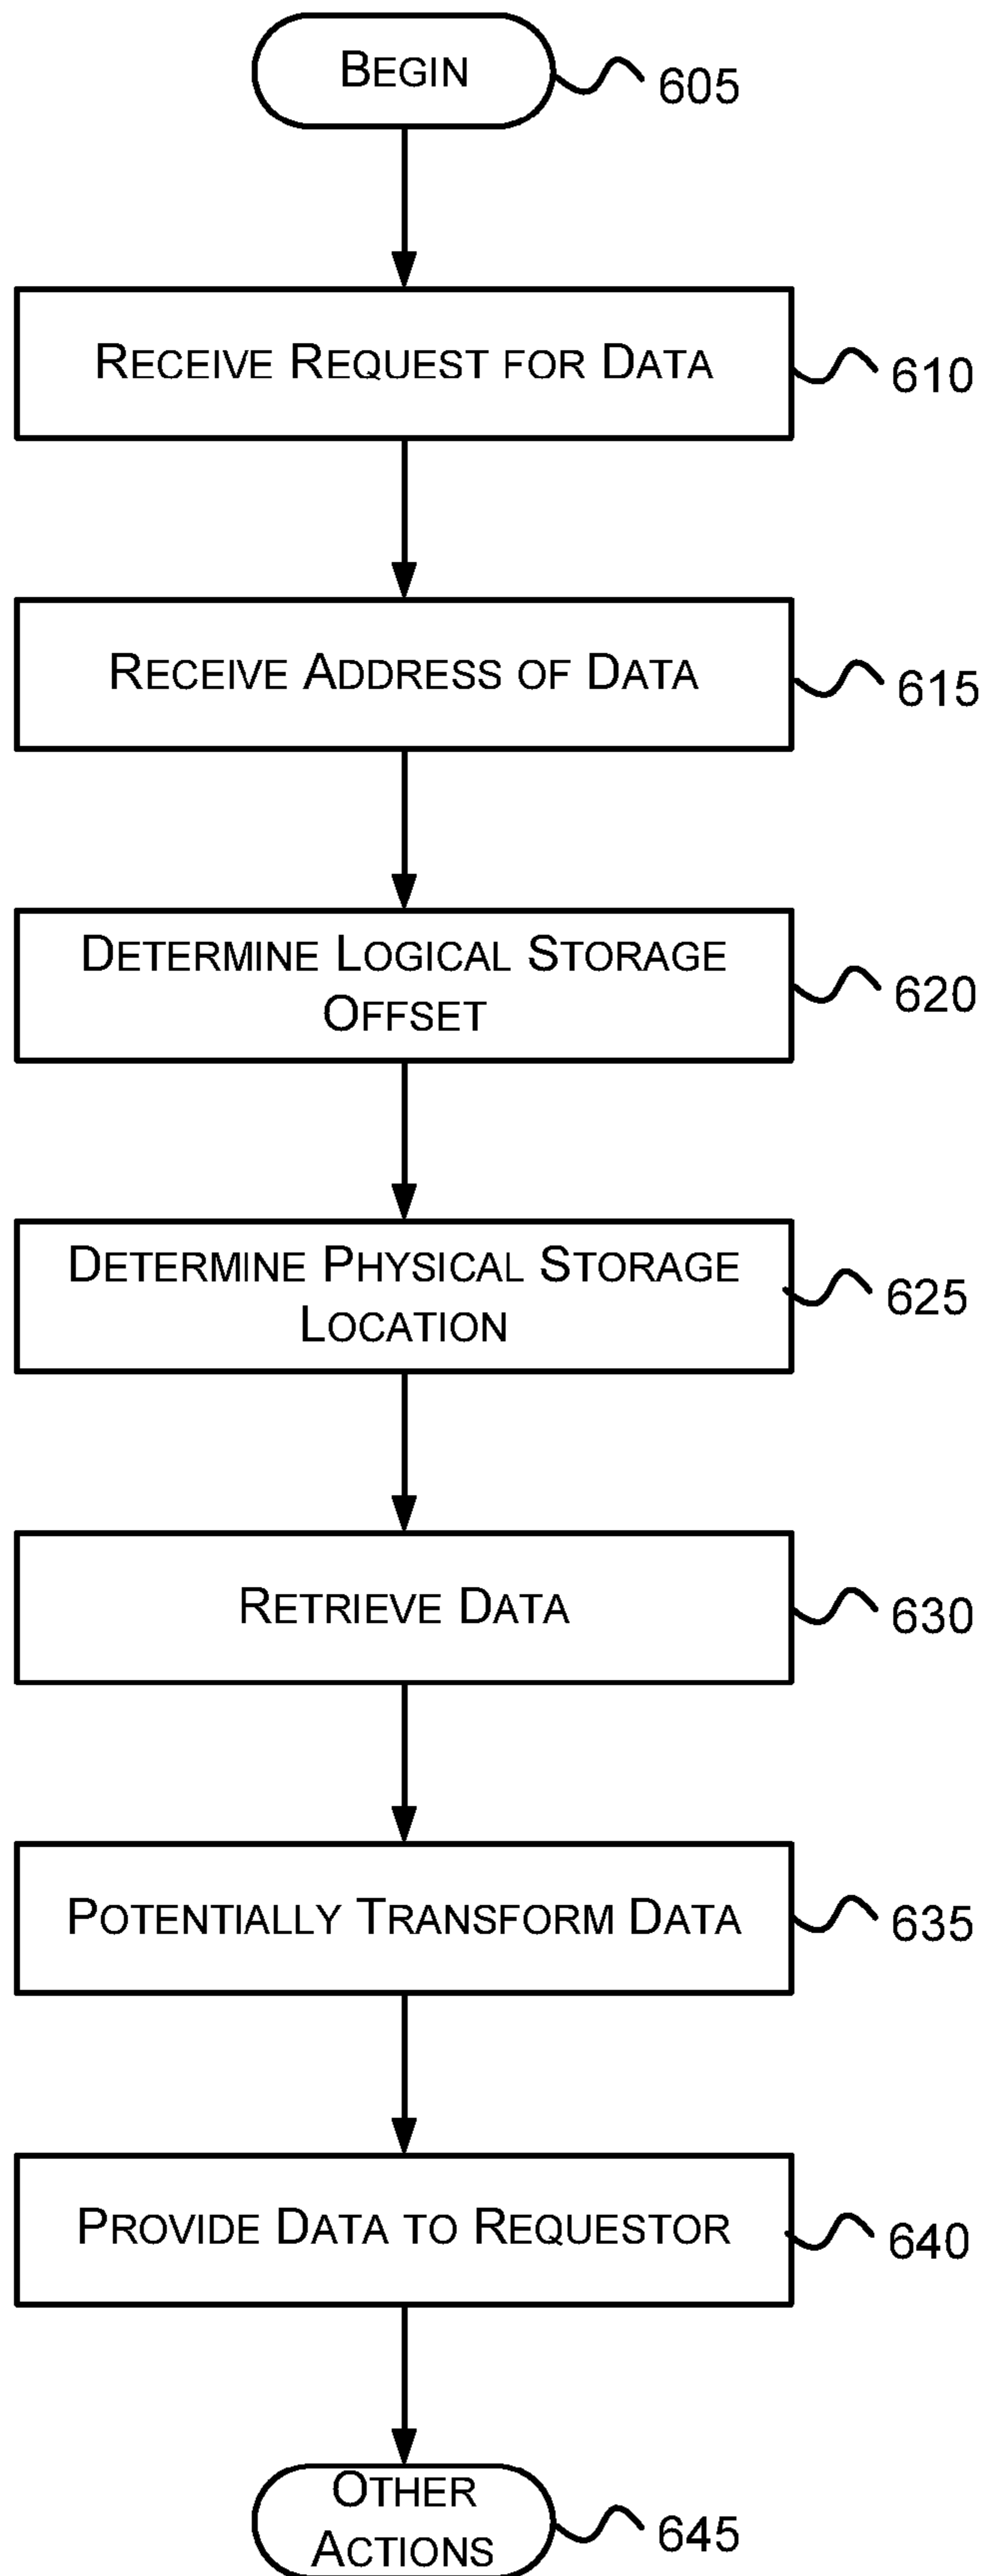 BEGIN
605
RECEIVE REQUEST FOR DATA
610
RECEIVE ADDRESS OF DATA
615
DETERMINE LOGICAL STORAGE
OFFSET
620
DETERMINE PHYSICAL STORAGE
LOCATION
625
RETRIEVE DATA
630
POTENTIALLY TRANSFORM DATA
635
PROVIDE DATA TO REQUESTOR
640
OTHER
ACTIONS
645